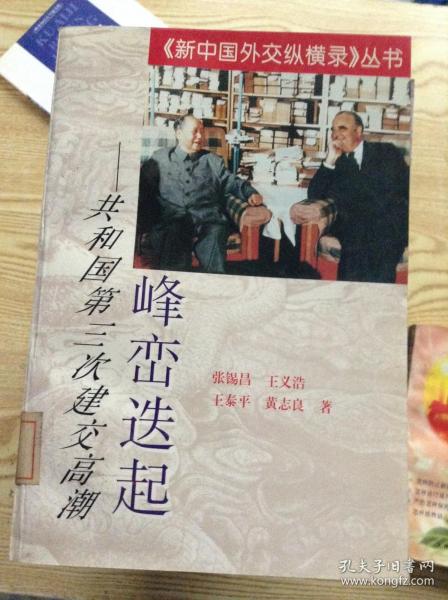 《新中国外交纵横录》丛书
峰峦迭起
——共和国第三次建交高潮
张锡昌 王义浩
王泰平 黄志良 著
孔夫子旧书网
www.kongfz.com